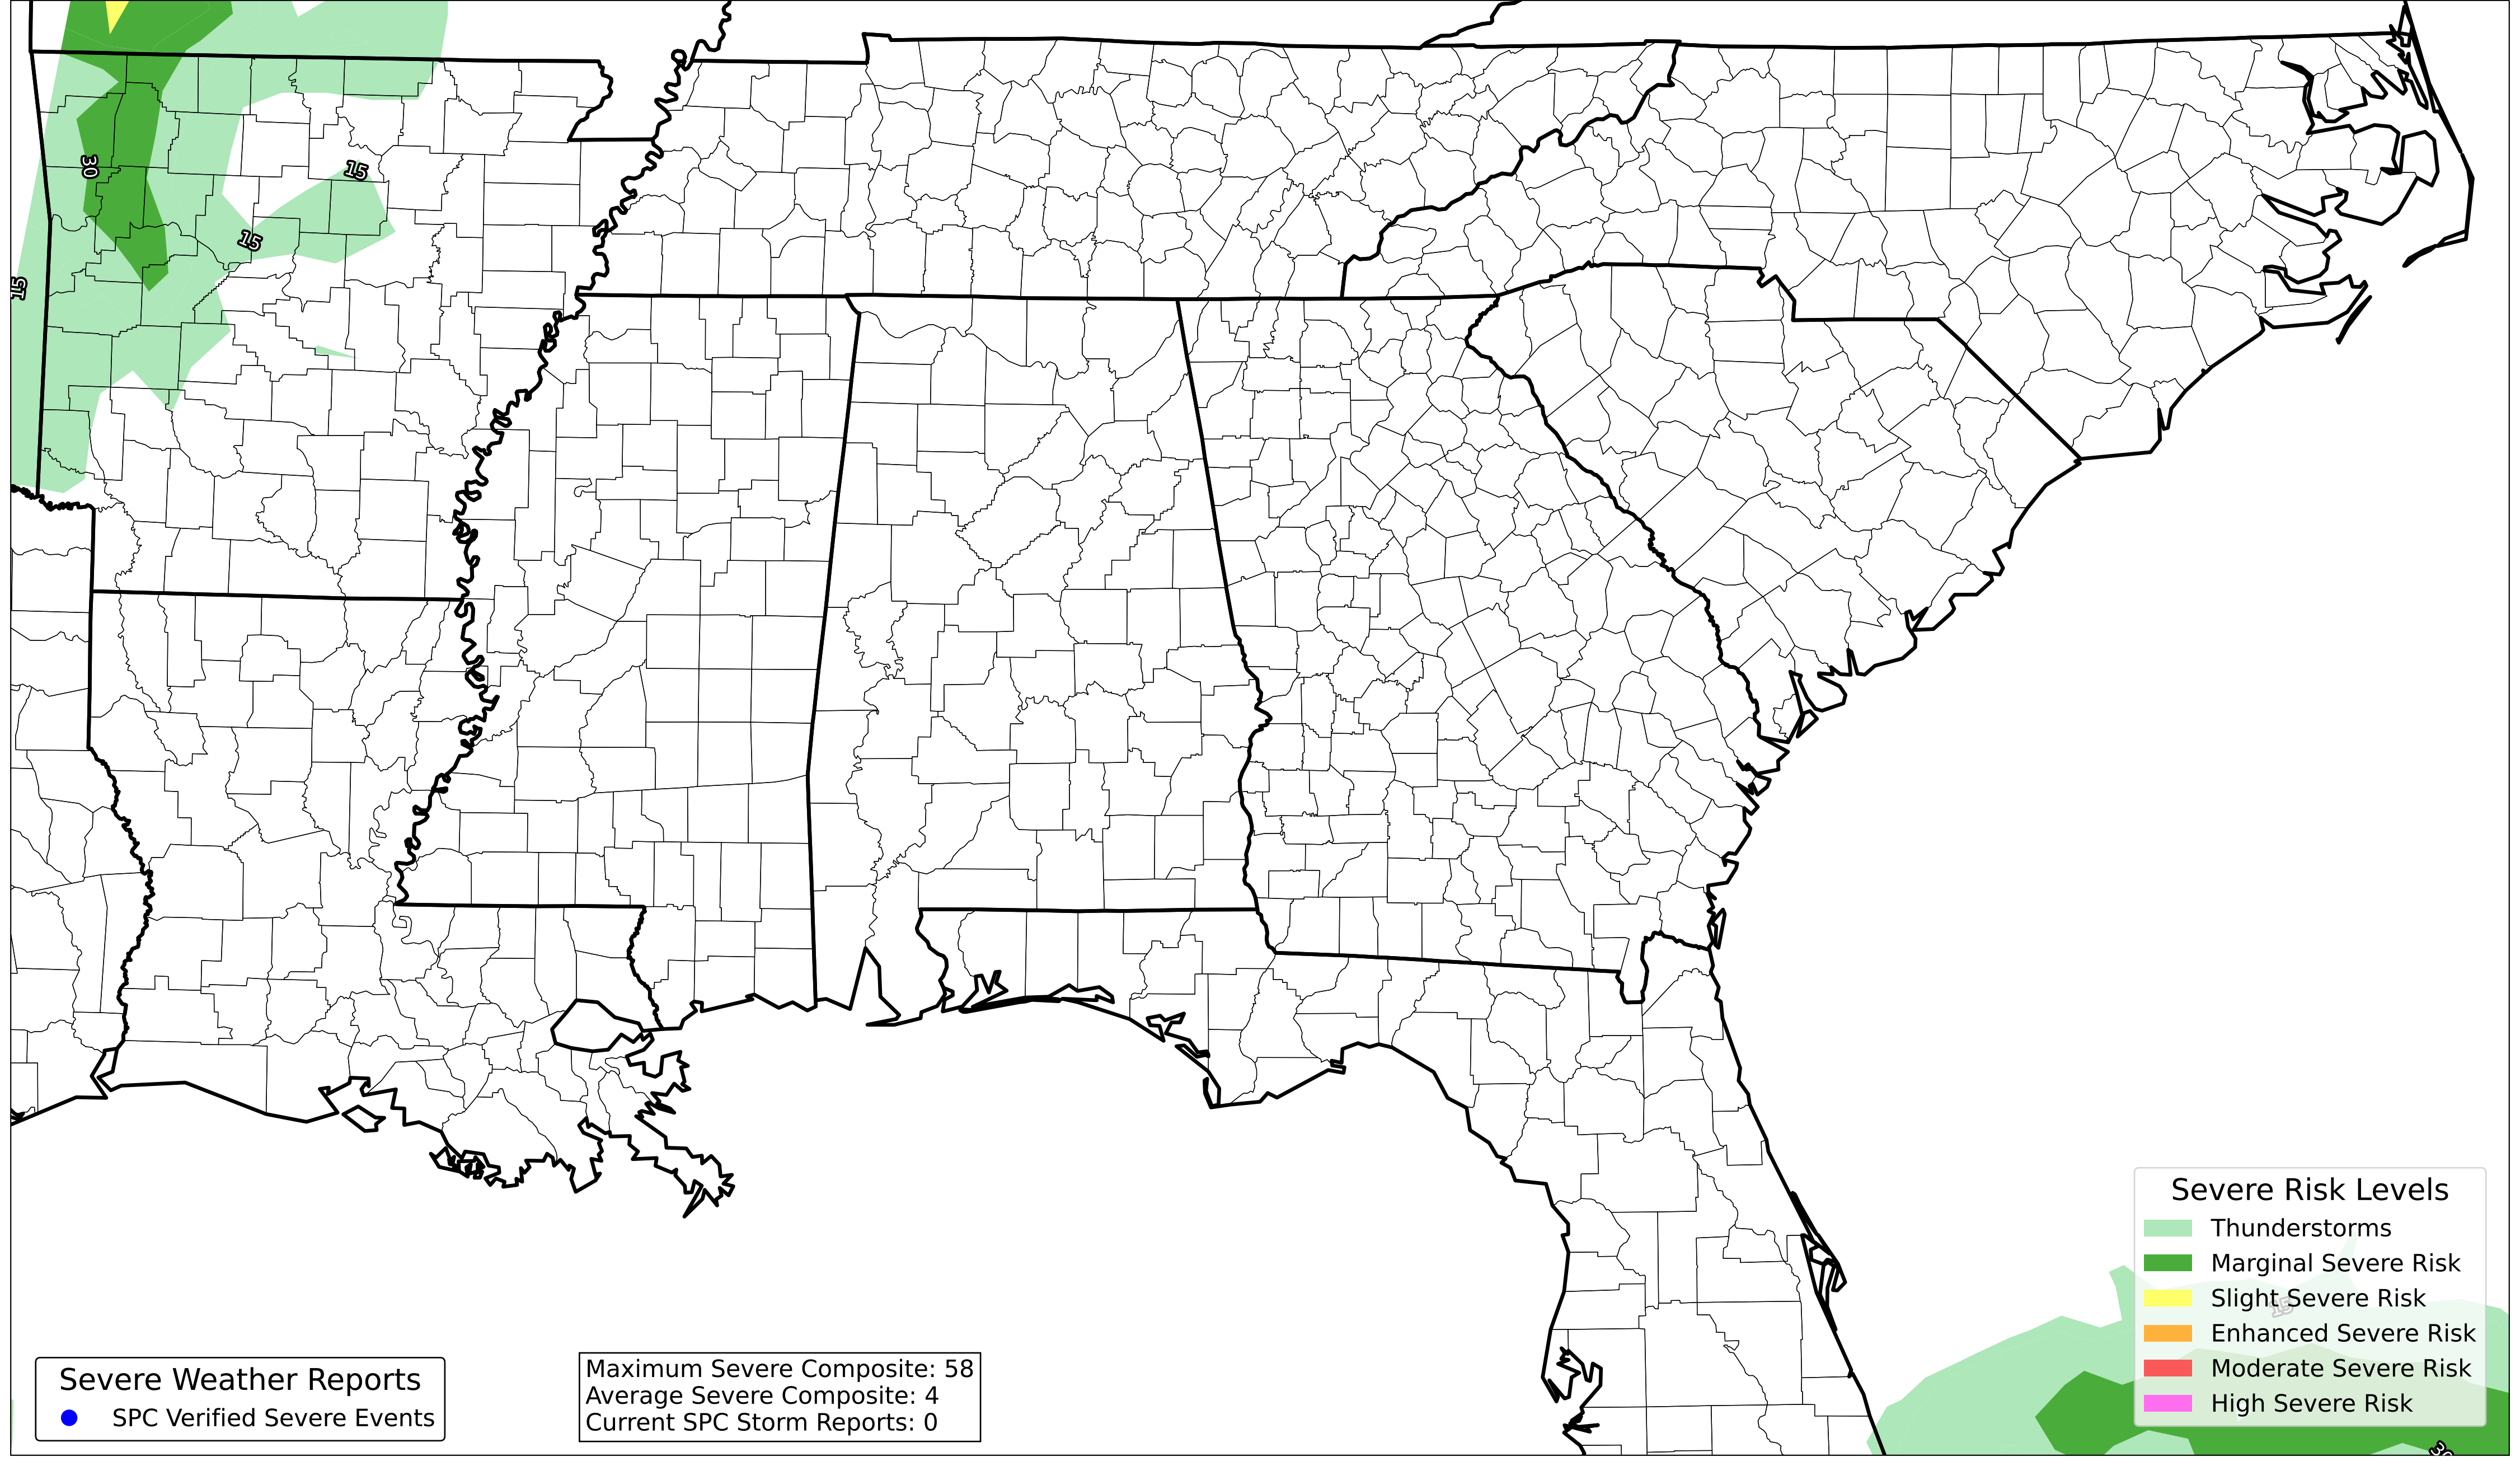 30
15
15
15
Severe Risk Levels
Thunderstorms
Marginal Severe Risk
15
Slight Severe Risk
Enhanced Severe Risk
Moderate Severe Risk
High Severe Risk
Severe Weather Reports
SPC Verified Severe Events
Maximum Severe Composite: 58
Average Severe Composite: 4
Current SPC Storm Reports: 0
30